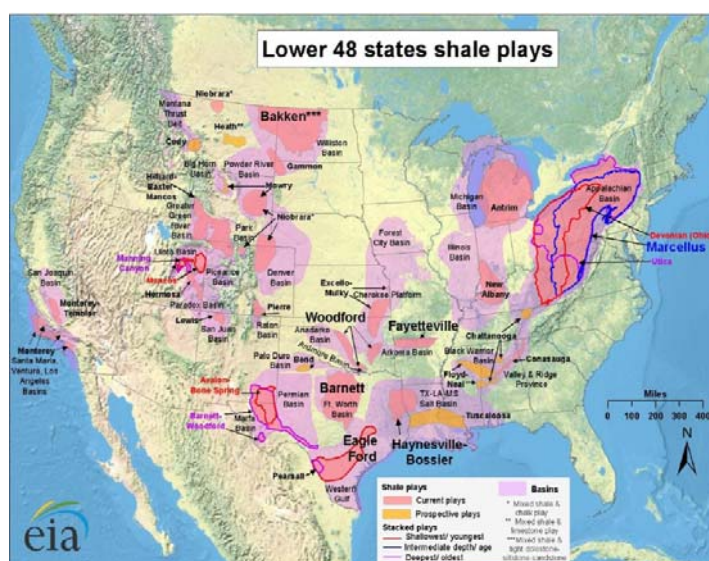 Lower 48 states shale plays
Niobrara*
Montana
Thrust
Belt
Heath**
Bakken***
Cody
Williston
Basin
Big Horn
Basin
Powder River
Basin
Gammon
Hilliard-
Baxter-
Mancos
Mowry
Greater
Green
River
Basin
Park
Basin
Niobrara*
Michigan
Basin
Antrim
Appalachian
Basin
Devonian (Ohio)
Marcellus
Utica
Forest
City Basin
Illinois
Basin
Manning
Canyon
Uinta Basin
Mancos
Piceance
Basin
Denver
Basin
San Joaquin
Basin
Hermosa
Paradox Basin
Excello-
Mulky
Cherokee Platform
New
Albany
Monterey-
Temblor
Lewis
Pierre
San Juan
Basin
Raton
Basin
Woodford
Anadarko
Basin
Fayetteville
Chattanooga
Monterey
Santa Maria,
Ventura, Los
Angeles
Basins
Palo Duro
Basin
Bend
Ardmore Basin
Arkoma Basin
Black Warrior
Basin
Conasauga
Valley & Ridge
Province
Floyd-
Neal
Avalon-
Bone Spring
Permian
Basin
Barnett
Ft. Worth
Basin
TX-LA-MS
Salt Basin
Tuscaloosa
Barnett-
Woodford
Marfa
Basin
Eagle
Ford
Haynesville-
Bossier
Pearsall
Western
Gulf
Miles
0 100 200 300 400
N
Shale plays
Current plays
Prospective plays
Stacked plays
Shallowest/ youngest
Intermediate depth/ age
Deepest/ oldest
Basins
* Mixed shale &
chalk play
** Mixed shale &
limestone play
***Mixed shale &
tight dolostone-
siltstone-sandstone
eia